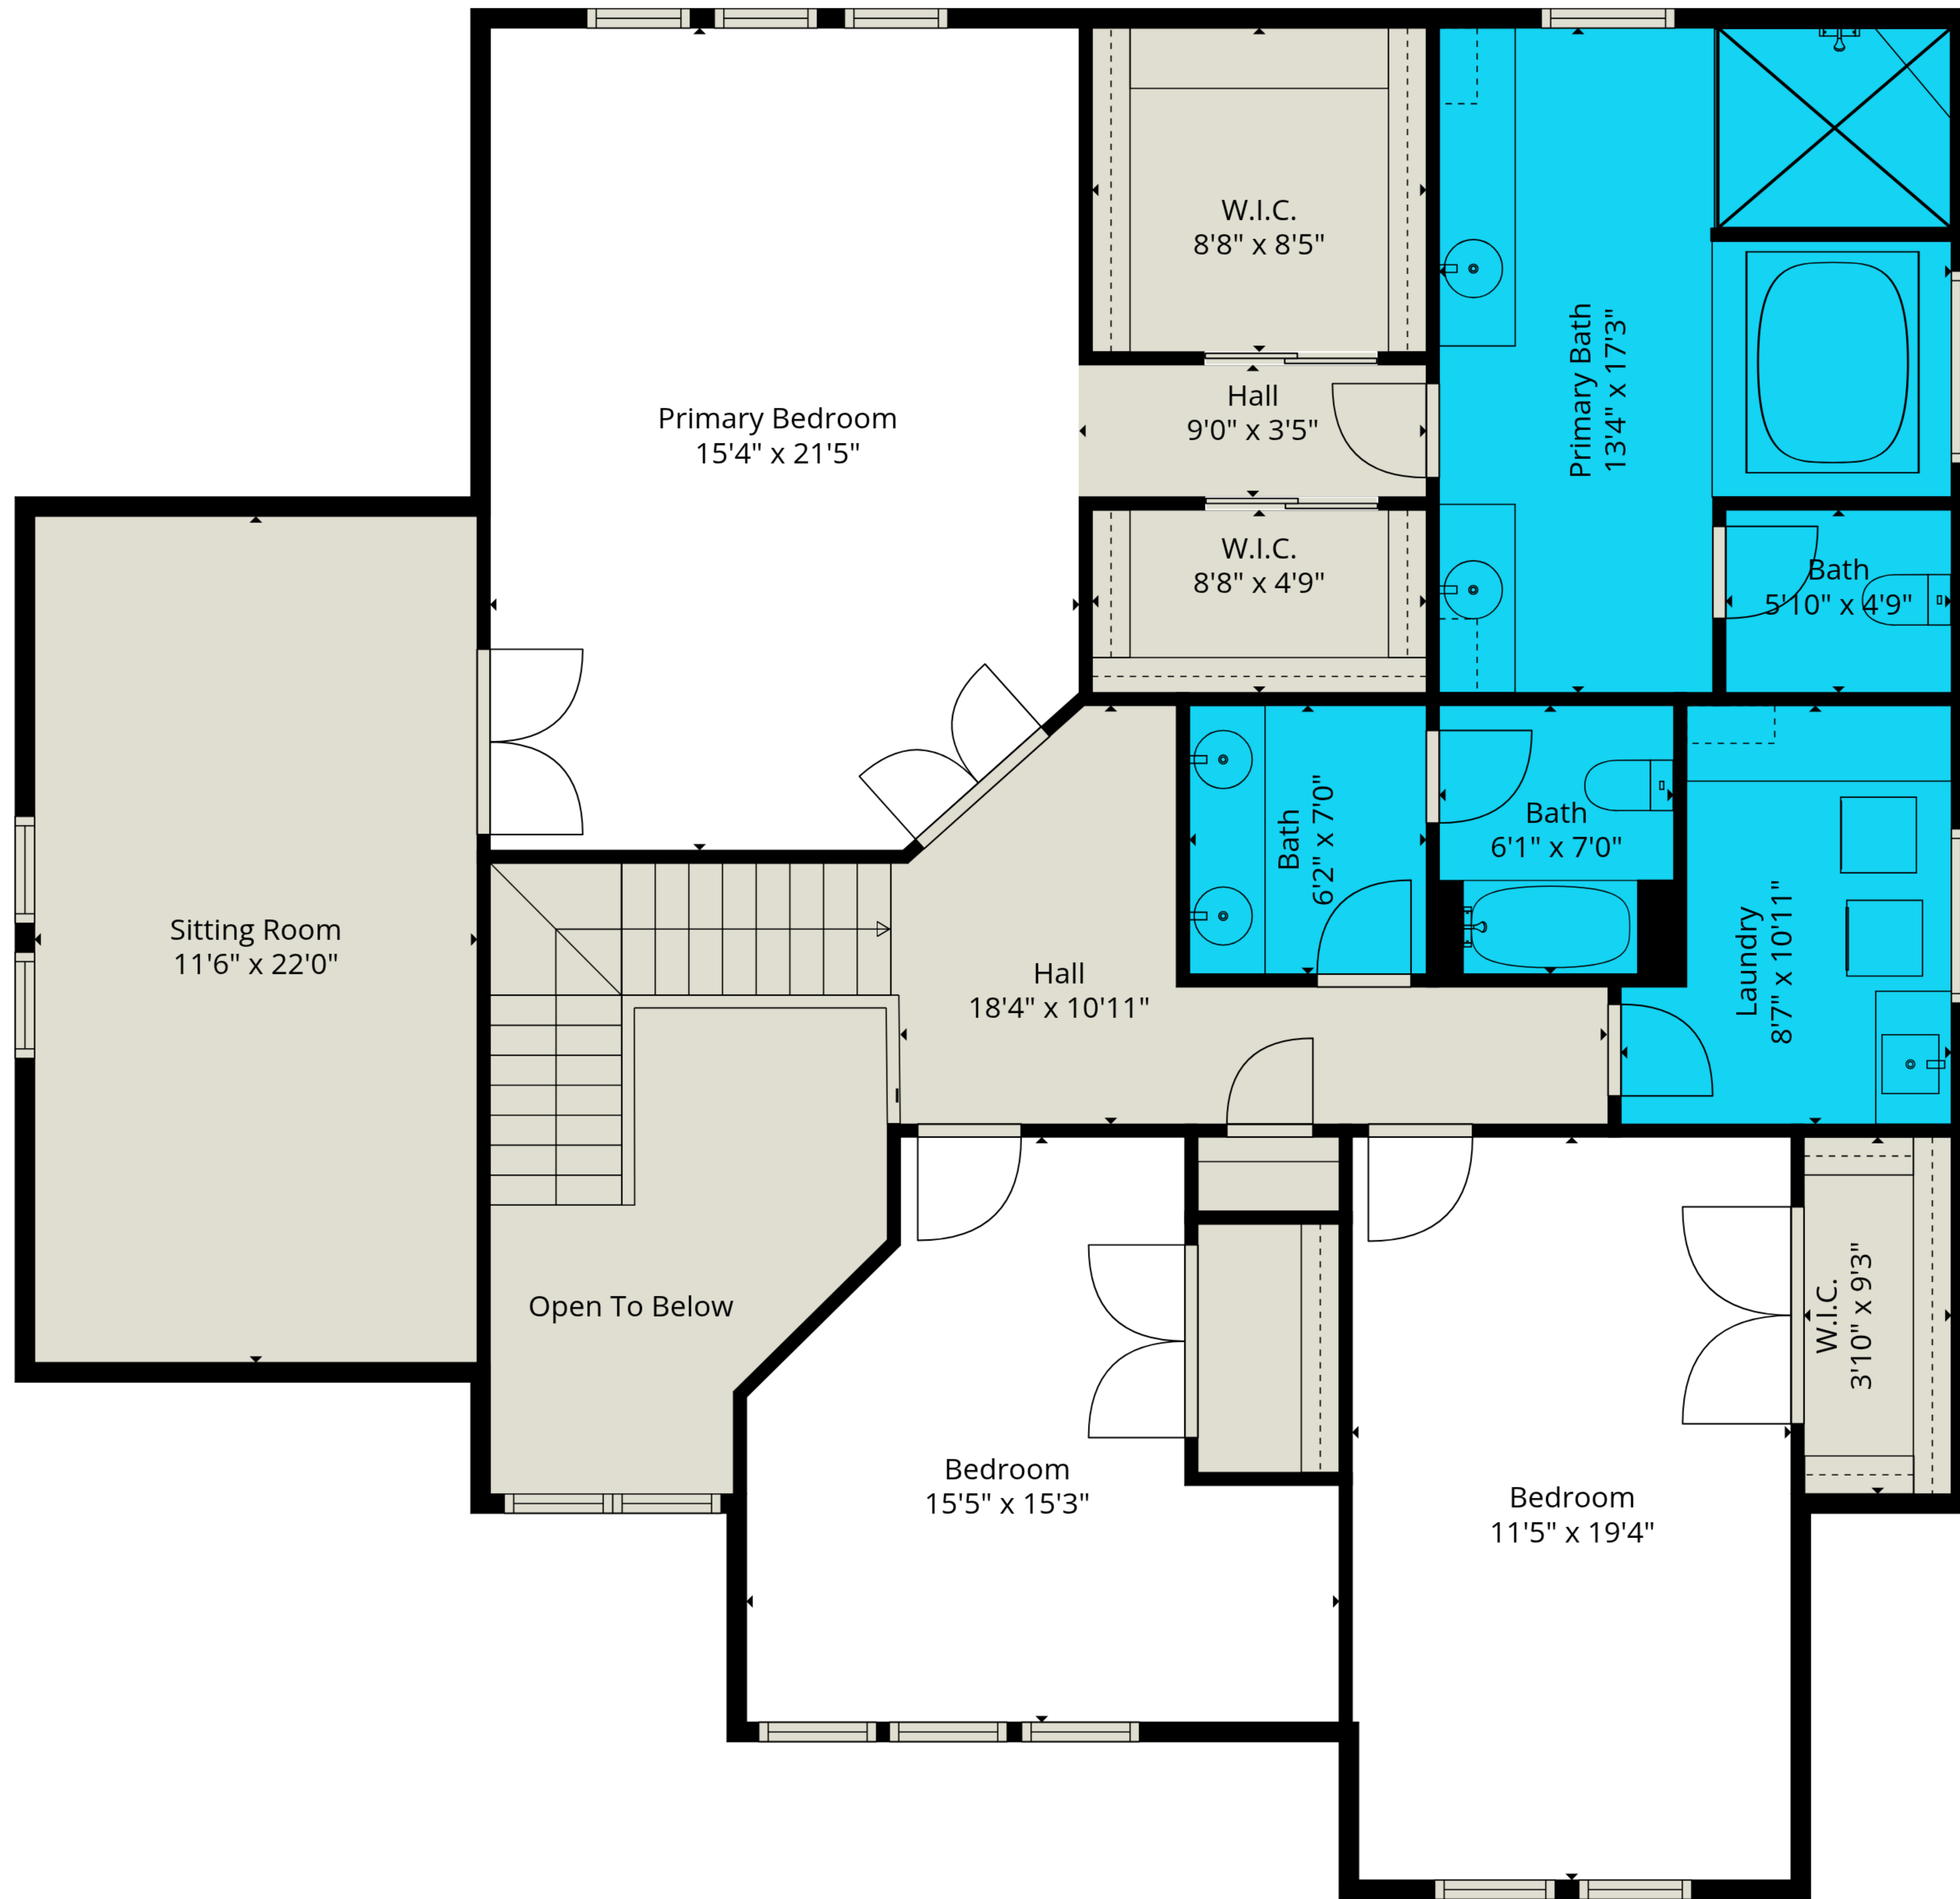 W.I.C.
8'8" x 8'5"
Primary Bath
13'4" x 17'3"
Hall
9'0" x 3'5"
Primary Bedroom
15'4" x 21'5"
W.I.C.
8'8" x 4'9"
Bath
5'10" x 4'9"
Bath
6'2" x 7'0"
Bath
6'1" x 7'0"
Sitting Room
11'6" x 22'0"
Hall
18'4" x 10'11"
Laundry
8'7" x 10'11"
Open To Below
W.I.C.
3'10" x 9'3"
Bedroom
15'5" x 15'3"
Bedroom
11'5" x 19'4"